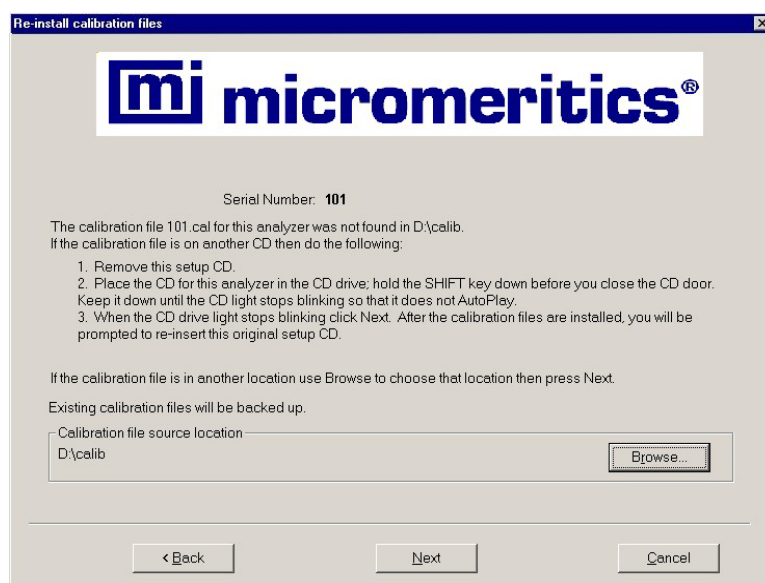 Re-install calibration files
mi micromeritics®
Serial Number: 101
The calibration file 101.cal for this analyzer was not found in D:\calib.
If the calibration file is on another CD then do the following:
1. Remove this setup CD.
2. Place the CD for this analyzer in the CD drive; hold the SHIFT key down before you close the CD door.
Keep it down until the CD light stops blinking so that it does not AutoPlay.
3. When the CD drive light stops blinking click Next. After the calibration files are installed, you will be
prompted to re-insert this original setup CD.
If the calibration file is in another location use Browse to choose that location then press Next.
Existing calibration files will be backed up.
Calibration file source location
D:\calib
Browse...
< Back Next Cancel